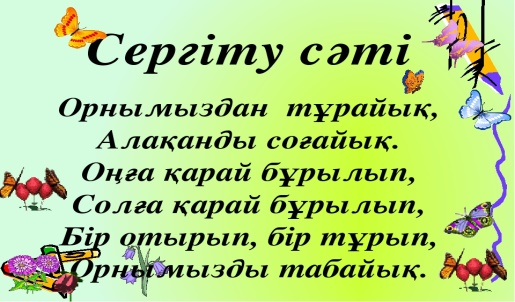 Сергіту сәті
Орнымыздан тұрайық,
Алақанды соғайық.
Оңға қарай бұрылып,
Солға қарай бұрылып,
Бір отырып, бір тұрып,
Орнымызды табайық.